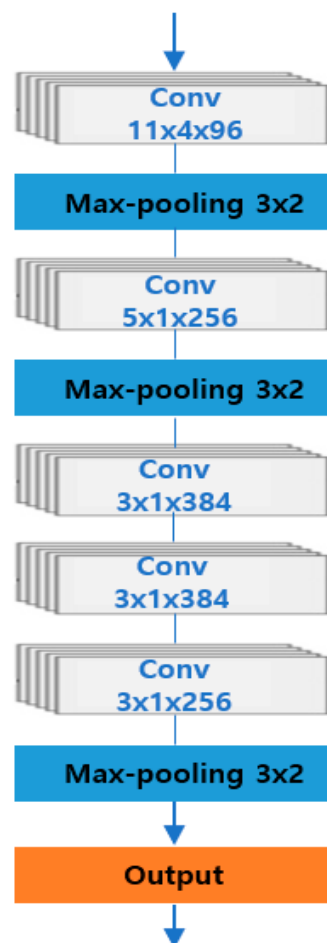 Conv
11x4x96
Max-pooling 3x2
Conv
5x1x256
Max-pooling 3x2
Conv
3x1x384
Conv
3x1x384
Conv
3x1x256
Max-pooling 3x2
Output